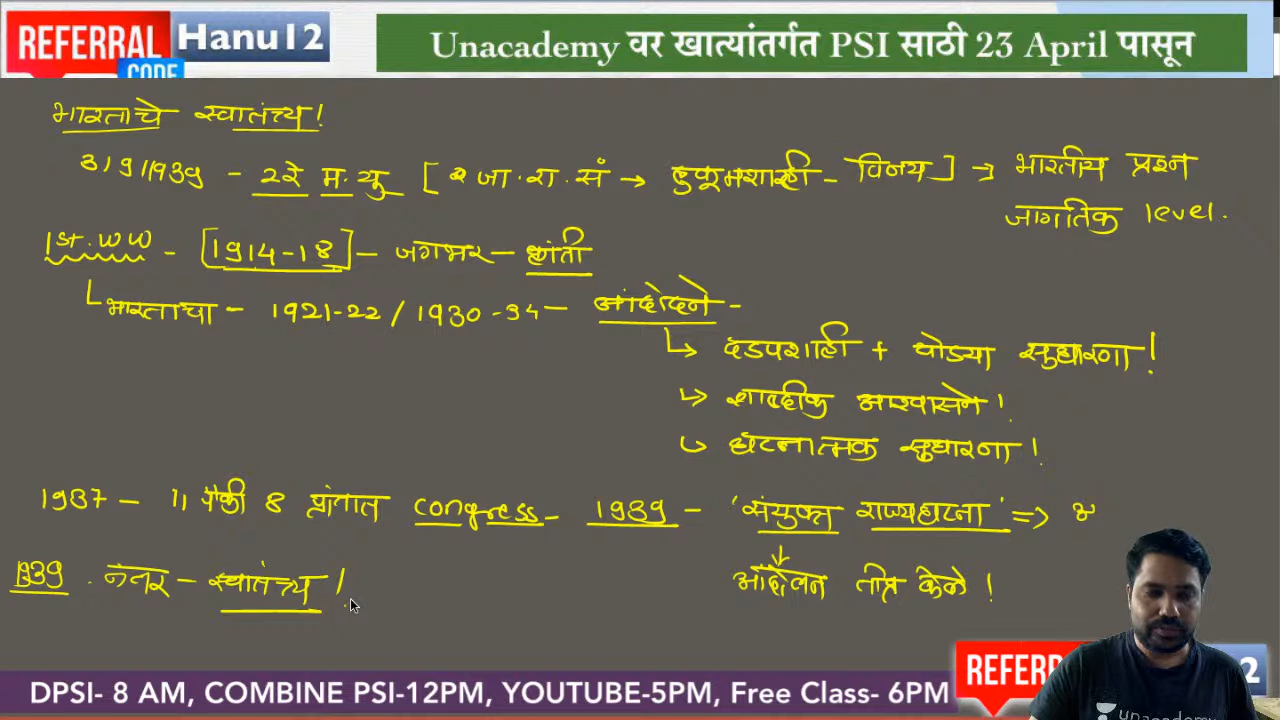 REFERRAL CODE Hanu12
Unacademy वर खात्यांतर्गत PSI साठी 23 April पासून
भारताचे स्वातंत्र्य!
3/9/1939 - 2रे म.यु [ जा.रा.सं → हुकूमशाही - विजय ] → भारतीय प्रश्न
जागतिक level.
1st. WW - [1914-18] - जगभर - क्रांती
भारताचा - 1921-22 / 1930-34 - आंदोलने -
→ दडपशाही + थोड्या सुधारणा!
→ शाब्दीक आश्वासने!
घटनात्मक सुधारणा!
1937 - 11 पैकी 8 प्रांतात congress - 1939 - 'संयुक्त राज्यघटना' =>
1939 नंतर - स्वातंत्र्य!
आंदोलन तीव्र केले!
REFERRAL
2
DPSI- 8 AM, COMBINE PSI-12PM, YOUTUBE-5PM, Free Class- 6PM
unacademy